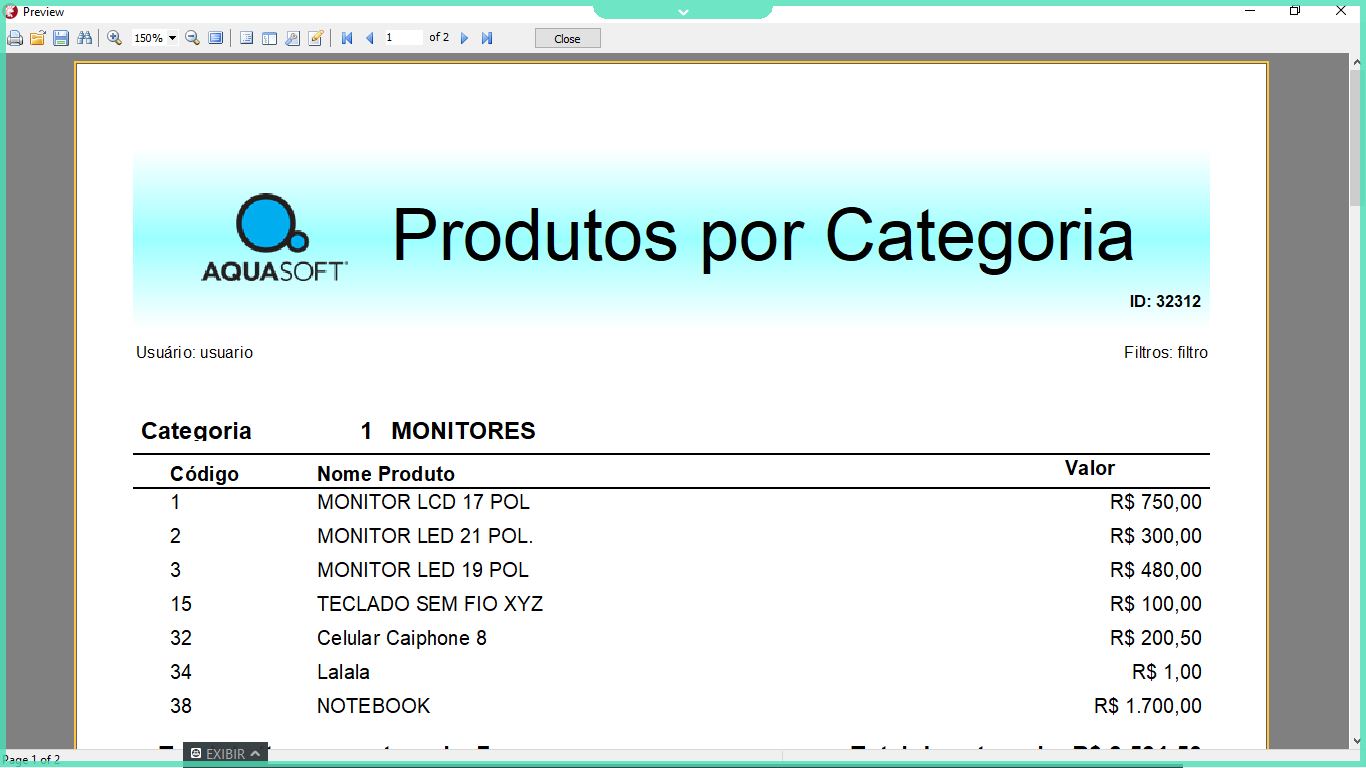 Preview
150% 1 of 2 Close
AQUASOFT
Produtos por Categoria
ID: 32312
Usuário: usuario Filtros: filtro
Categoria 1 MONITORES
Código Nome Produto Valor
1 MONITOR LCD 17 POL R$ 750,00
2 MONITOR LED 21 POL. R$ 300,00
3 MONITOR LED 19 POL R$ 480,00
15 TECLADO SEM FIO XYZ R$ 100,00
32 Celular Caiphone 8 R$ 200,50
34 Lalala R$ 1,00
38 NOTEBOOK R$ 1.700,00
EXIBIR
Page 1 of 2